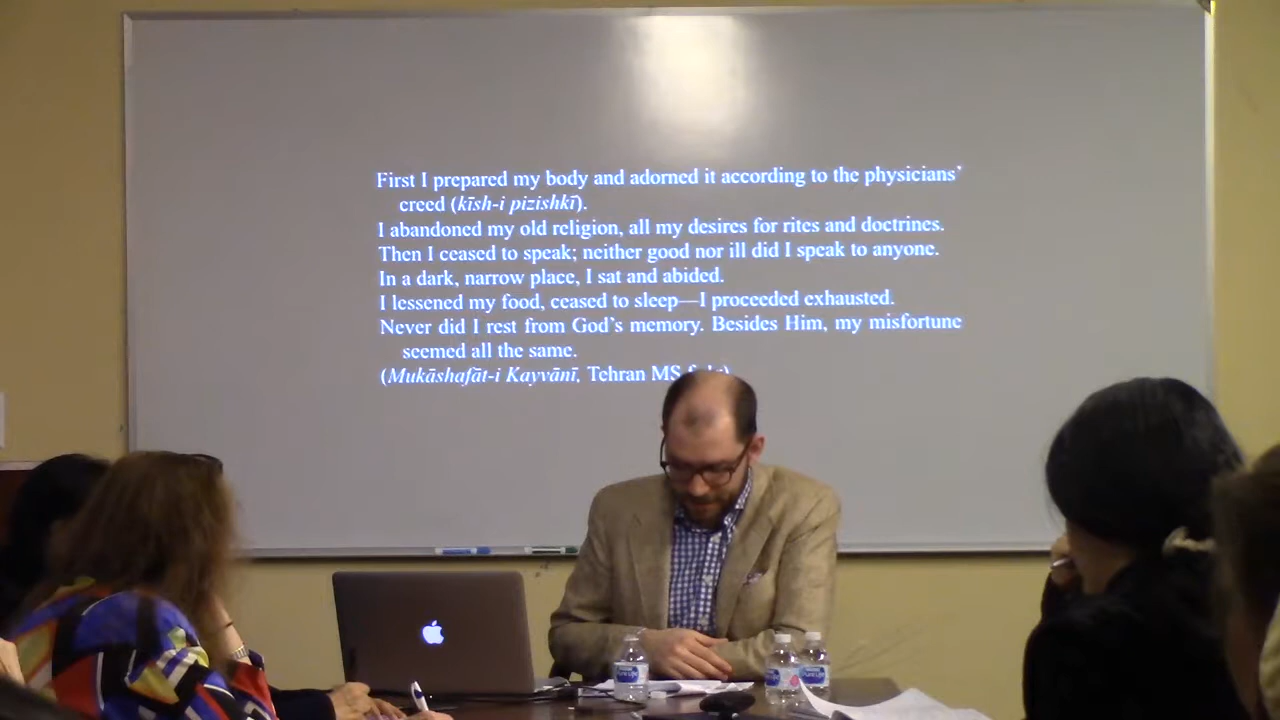 First I prepared my body and adorned it according to the physicians’
creed (kīsh-i pizishkī).
I abandoned my old religion, all my desires for rites and doctrines.
Then I ceased to speak; neither good nor ill did I speak to anyone.
In a dark, narrow place, I sat and abided.
I lessened my food, ceased to sleep—I proceeded exhausted.
Never did I rest from God’s memory. Besides Him, my misfortune
seemed all the same.
(Mukāshafāt-i Kayvānī, Tehran MS